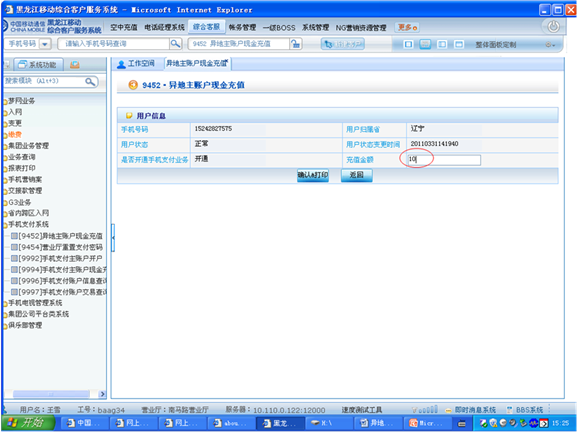 黑龙江移动综合客户服务系统 - Microsoft Internet Explorer
中国移动通信 CHINA MOBILE 黑龙江移动 综合客户服务系统 空中充值 电话经理系统 综合客服 帐务管理 一级BOSS 系统管理 NG营销资源管理 更多
手机号码 请输入手机号码查询 9452 异地主账户现金充值 整体面板定制
系统功能 工作空间 异地主账户现金充值
搜索模块 (Alt+3)
9452·异地主账户现金充值
梦网业务
入网
变更
缴费
集团业务管理
业务查询
报表打印
手机营销案
交接款管理
G3业务
省内跨区入网
手机支付系统
[9452]异地主账户现金充值
[9454]营业厅重置支付密码
[9992]手机支付主账户开户
[9994]手机支付主账户现金充
[9996]手机支付账户信息查询
[9997]手机支付账户交易查询
手机电视管理系统
集团公司平台类系统
俱乐部管理
用户信息
手机号码 15242827575 用户归属省 辽宁
用户状态 正常 用户状态变更时间 20110331141940
是否开通手机支付业务 开通 充值金额 10
确认&打印 返回
用户名：王雪 工号：baag34 营业厅：南马路营业厅 服务器：10.110.0.122:12000 速度测试工具 即时消息系统 BBS系统
开始 中国... 网上... 网上... abou... 黑龙... H:\ 异地... Micr... 15:25